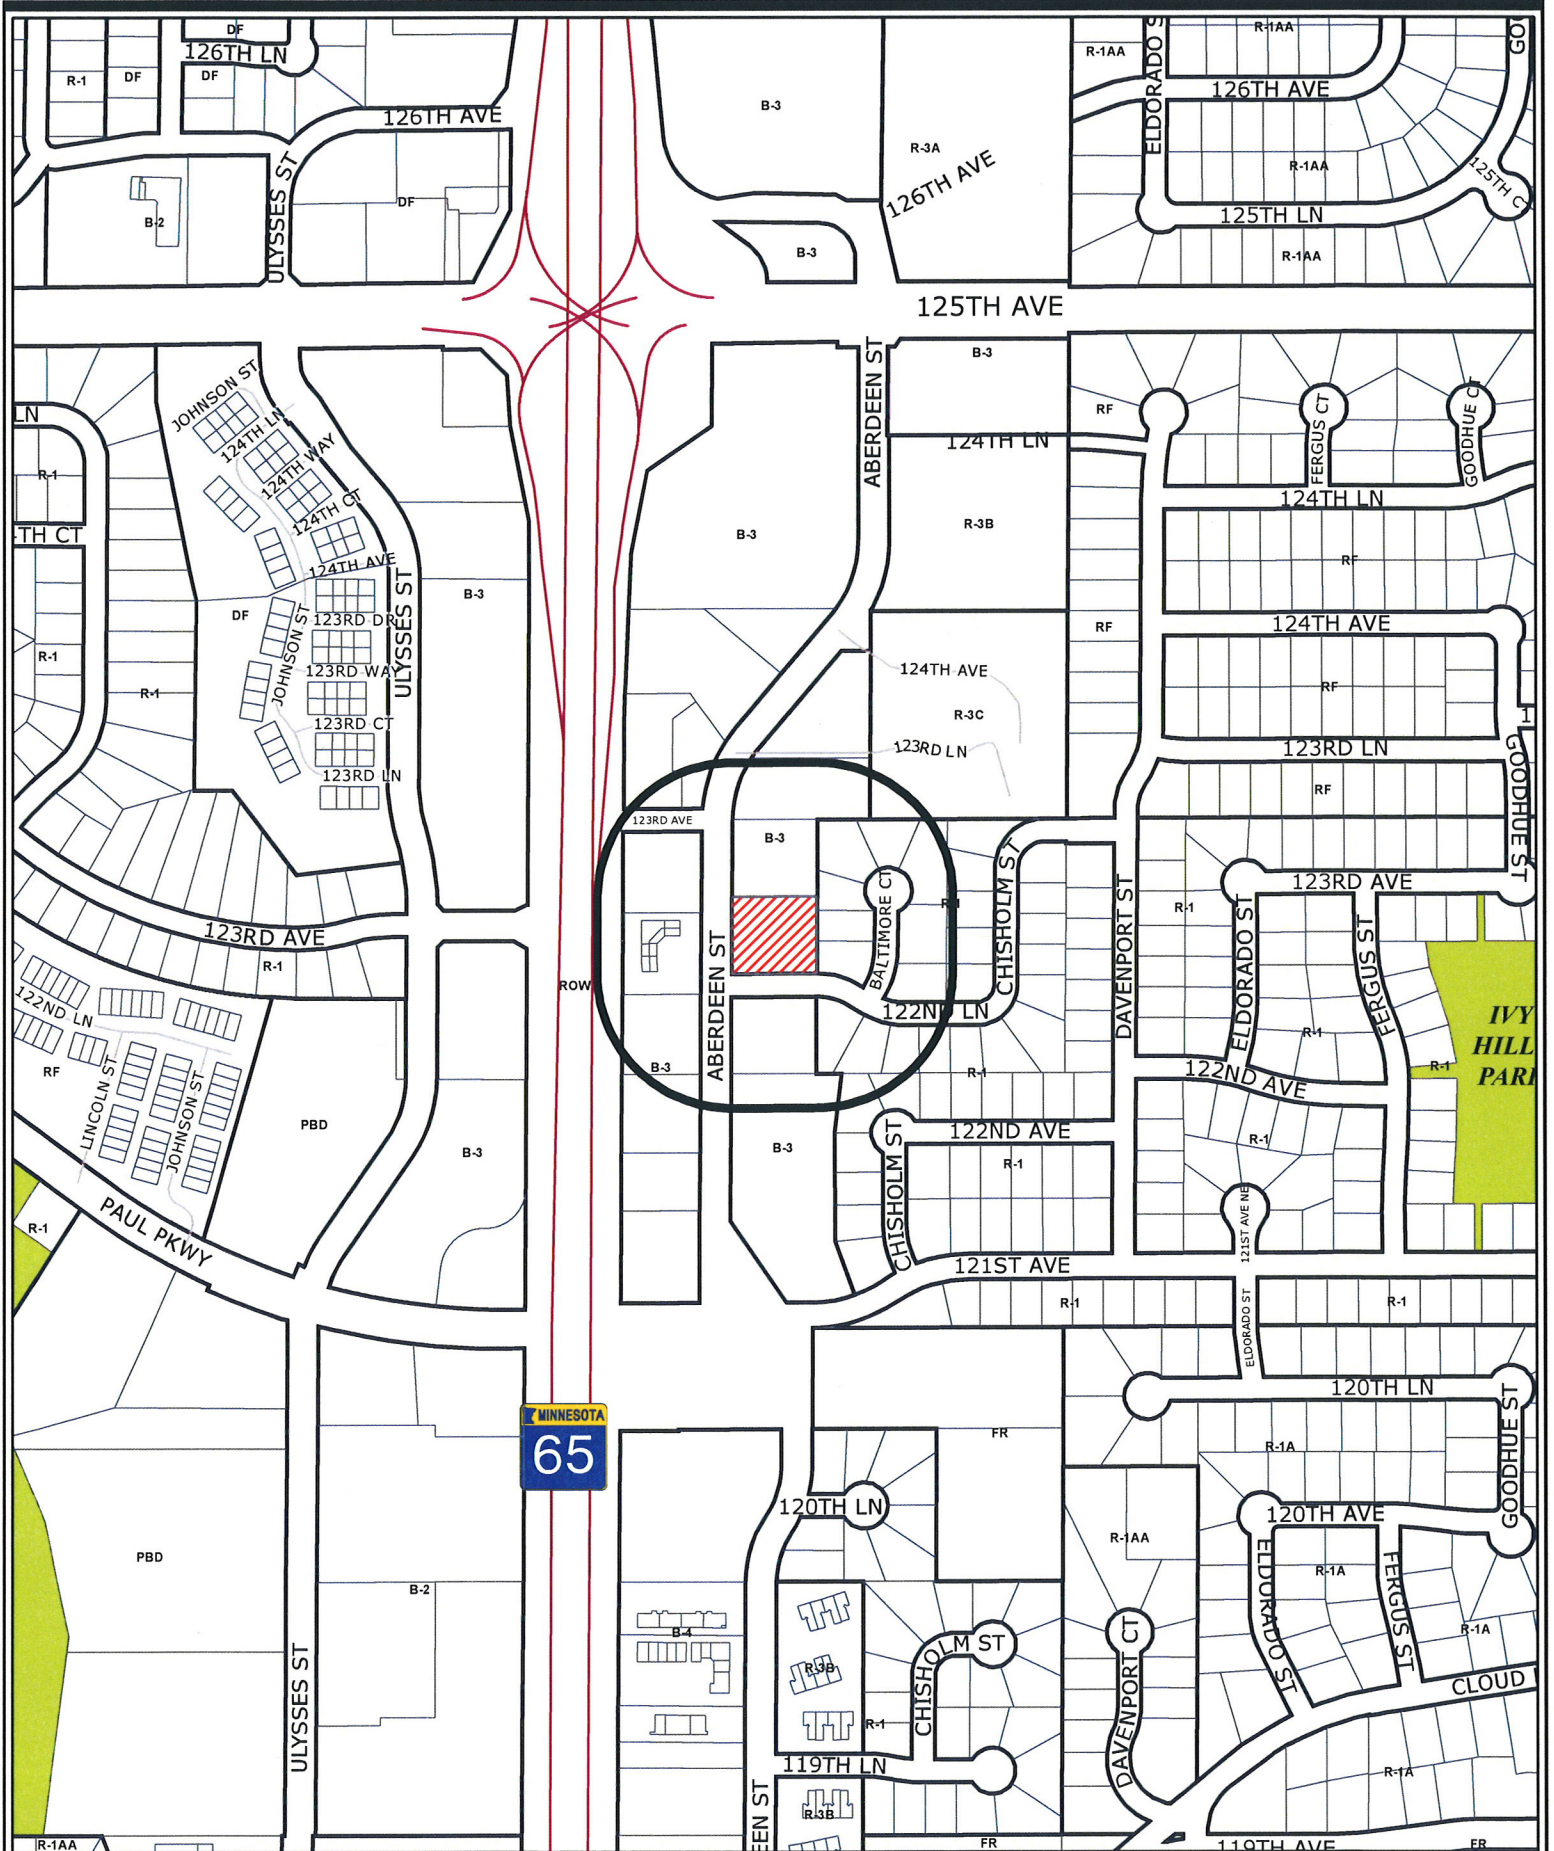 DF
126TH LN
R-1
DF
DF
126TH AVE
B-3
R-3A
126TH AVE
R-1AA
ELDORADO S
R-1AA
126TH AVE
GO
R-1AA
125TH C
125TH LN
R-1AA
B-2
ULYSSES ST
DF
B-3
125TH AVE
JOHNSON ST
124TH LN
124TH WAY
124TH CT
124TH AVE
123RD DR
123RD WAY
123RD CT
123RD LN
JOHNSON ST
ULYSSES ST
LN
R-1
TH CT
R-1
R-1
DF
B-3
B-3
ABERDEEN ST
B-3
124TH LN
R-3B
RF
FERGUS CT
GOODHUE CT
124TH LN
RF
RF
124TH AVE
RF
124TH AVE
R-3C
123RD LN
123RD LN
1
GOODHUE ST
RF
123RD AVE
B-3
BALTIMORE CT
CHISHOLM ST
DAVENPORT ST
R-1
ELDORADO ST
123RD AVE
FERGUS ST
123RD AVE
R-1
ROW
ABERDEEN ST
122ND LN
B-3
R-1
R-1
122ND AVE
R-1
IVY
HILL
PAR
122ND LN
RF
LINCOLN ST
JOHNSON ST
PBD
B-3
B-3
CHISHOLM ST
122ND AVE
R-1
R-1
121ST AVE NE
PAUL PKWY
R-1
121ST AVE
R-1
ELDORADO ST
R-1
120TH LN
GOODHUE ST
MINNESOTA
65
FR
R-1A
120TH LN
120TH AVE
R-1AA
PBD
B-2
ULYSSES ST
B-4
R-3B
CHISHOLM ST
R-1
DAVENPORT CT
ELDORADO ST
R-1A
FERGUS ST
R-1A
CLOUD
119TH LN
R-1A
EEN ST
R-3B
R-1AA
FR
119TH AVE
FR